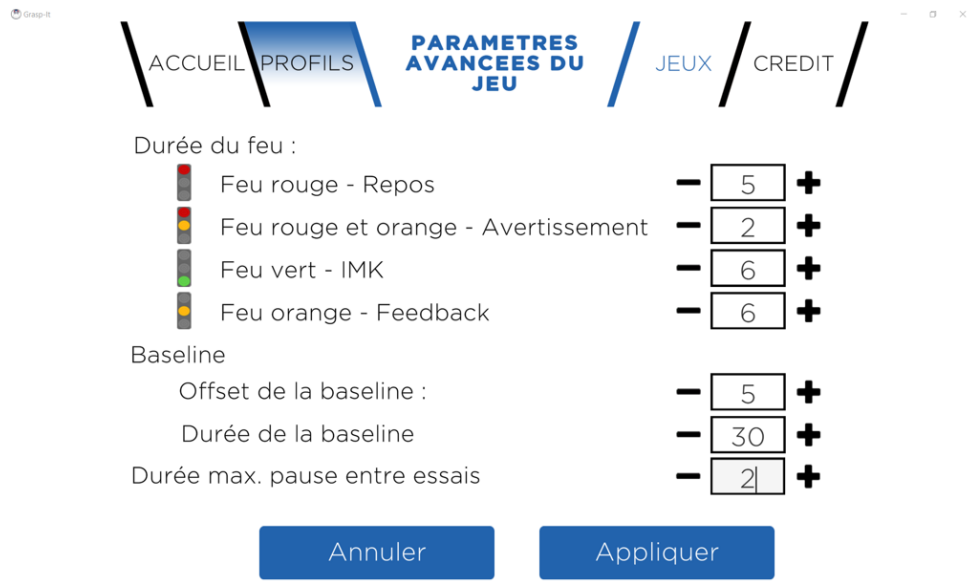 Grasp-It
ACCUEIL
PROFILS
PARAMETRES
AVANCEES DU
JEU
JEUX
CREDIT
Durée du feu :
Feu rouge - Repos 5
Feu rouge et orange - Avertissement 2
Feu vert - IMK 6
Feu orange - Feedback 6
Baseline
Offset de la baseline : 5
Durée de la baseline 30
Durée max. pause entre essais 2
Annuler
Appliquer